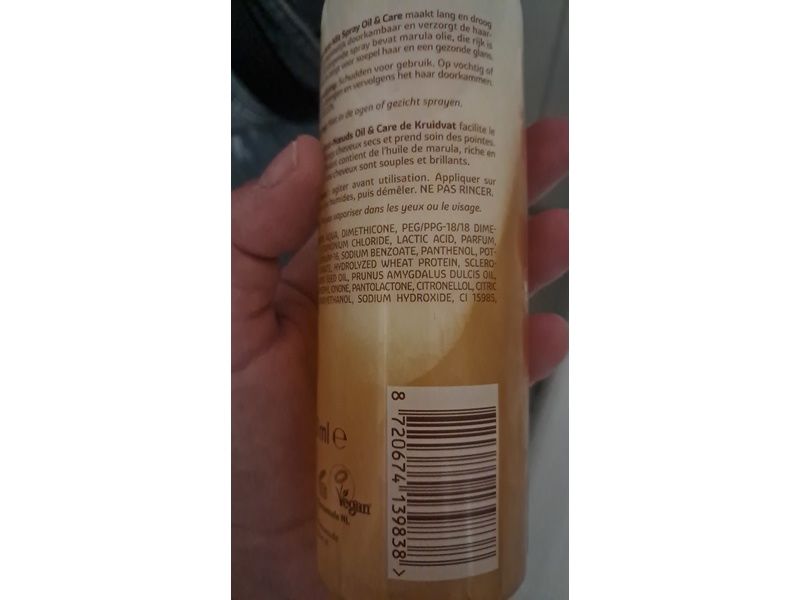 Spray Oil & Care maakt lang en droog
doorkambaar en verzorgt de haar-
spray bevat marula olie, die rijk is
voor soepel haar en een gezonde glans.
Schudden voor gebruik. Op vochtig of
en vervolgens het haar doorkammen.
in de ogen of gezicht sprayen.
Nœuds Oil & Care de Kruidvat facilite le
cheveux secs et prend soin des pointes.
contient de l'huile de marula, riche en
cheveux sont souples et brillants.
agiter avant utilisation. Appliquer sur
humides, puis démêler. NE PAS RINCER.
vaporiser dans les yeux ou le visage.
AQUA, DIMETHICONE, PEG/PPG-18/18 DIME-
CHLORIDE, LACTIC ACID, PARFUM,
SODIUM BENZOATE, PANTHENOL, POT-
HYDROLYZED WHEAT PROTEIN, SCLERO-
SEED OIL, PRUNUS AMYGDALUS DULCIS OIL,
IONONE, PANTOLACTONE, CITRONELLOL, CITRIC
SODIUM HYDROXIDE, CI 15985,
ml e
Vegan
8 720674 139838 >